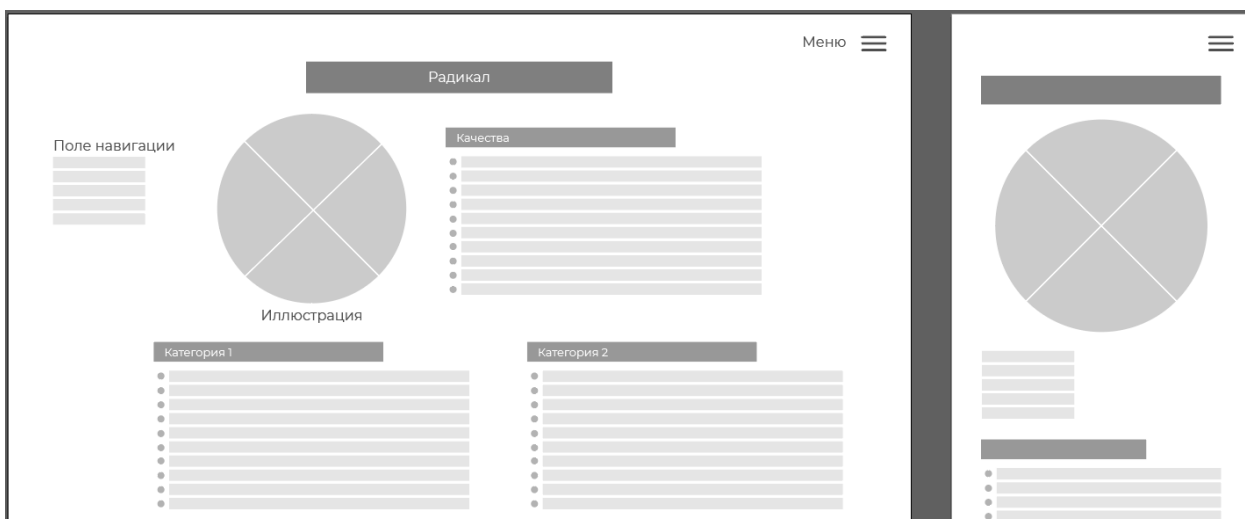 Меню
Радикал
Поле навигации
Качества
Иллюстрация
Категория 1
Категория 2